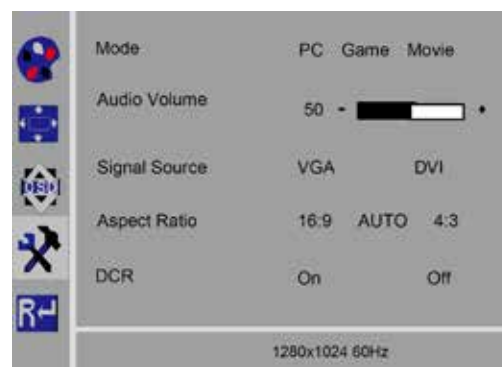 Mode PC Game Movie
Audio Volume 50 - +
Signal Source VGA DVI
OSD
Aspect Ratio 16:9 AUTO 4:3
DCR On Off
R
1280x1024 60Hz